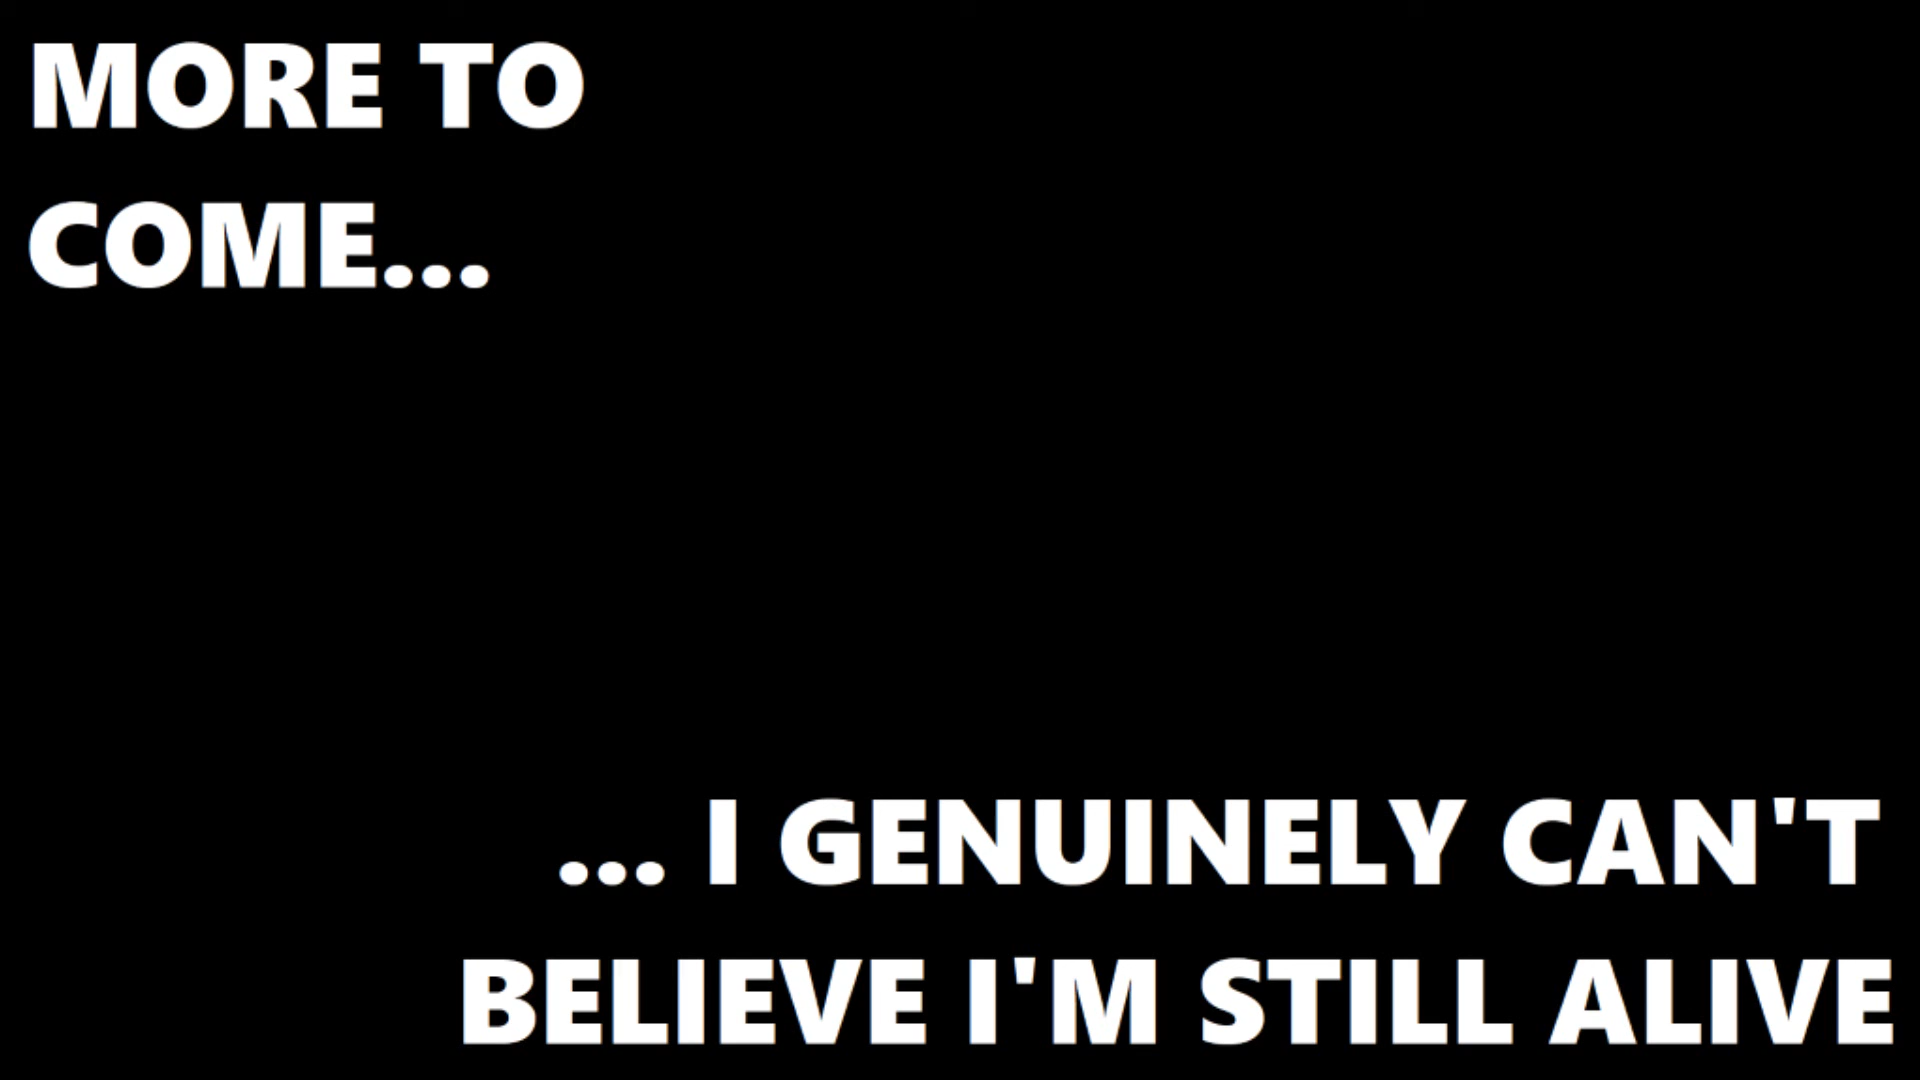 MORE TO
COME...
... I GENUINELY CAN'T
BELIEVE I'M STILL ALIVE